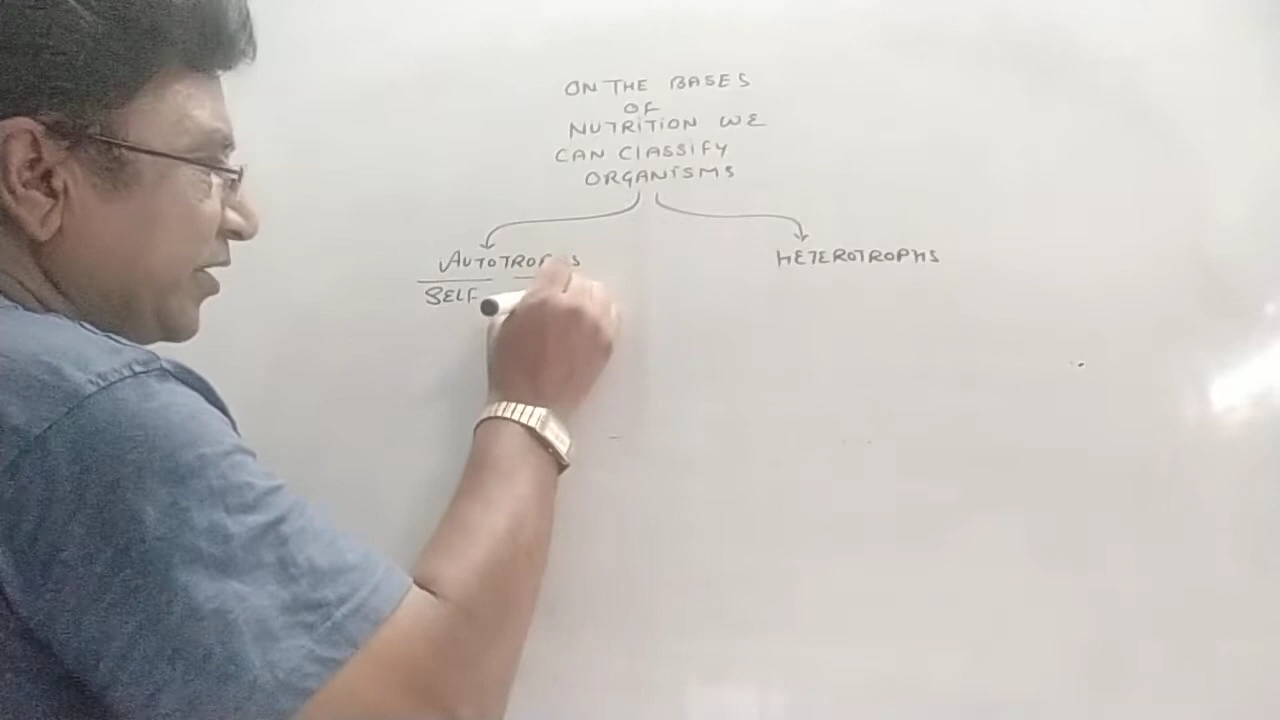 ON THE BASES
OF
NUTRITION WE
CAN CLASSIFY
ORGANISMS
HETEROTROPHS
SELF